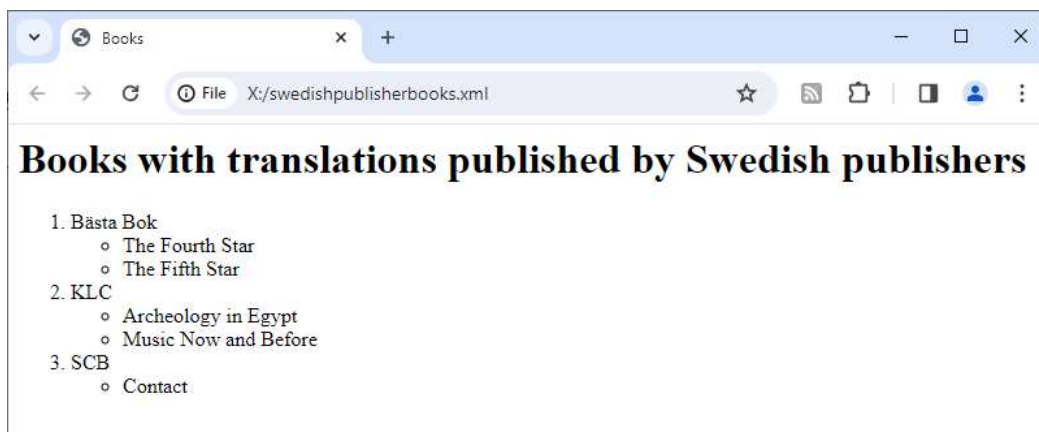 Books
File X:/swedishpublisherbooks.xml
Books with translations published by Swedish publishers
1. Bästa Bok
The Fourth Star
The Fifth Star
2. KLC
Archeology in Egypt
Music Now and Before
3. SCB
Contact